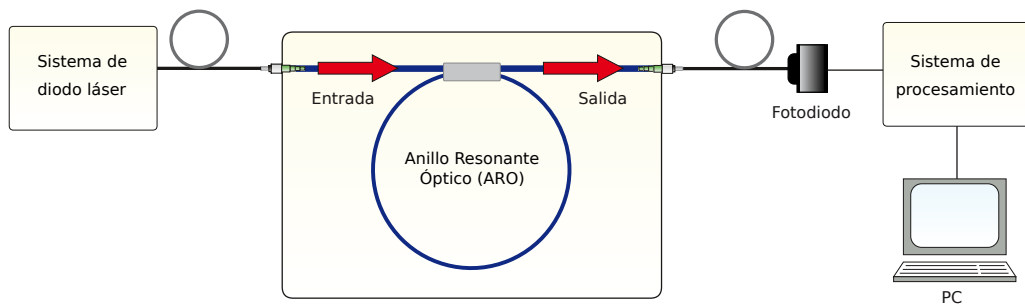 Sistema de
diodo láser
Entrada
Salida
Anillo Resonante
Óptico (ARO)
Fotodiodo
Sistema de
procesamiento
PC